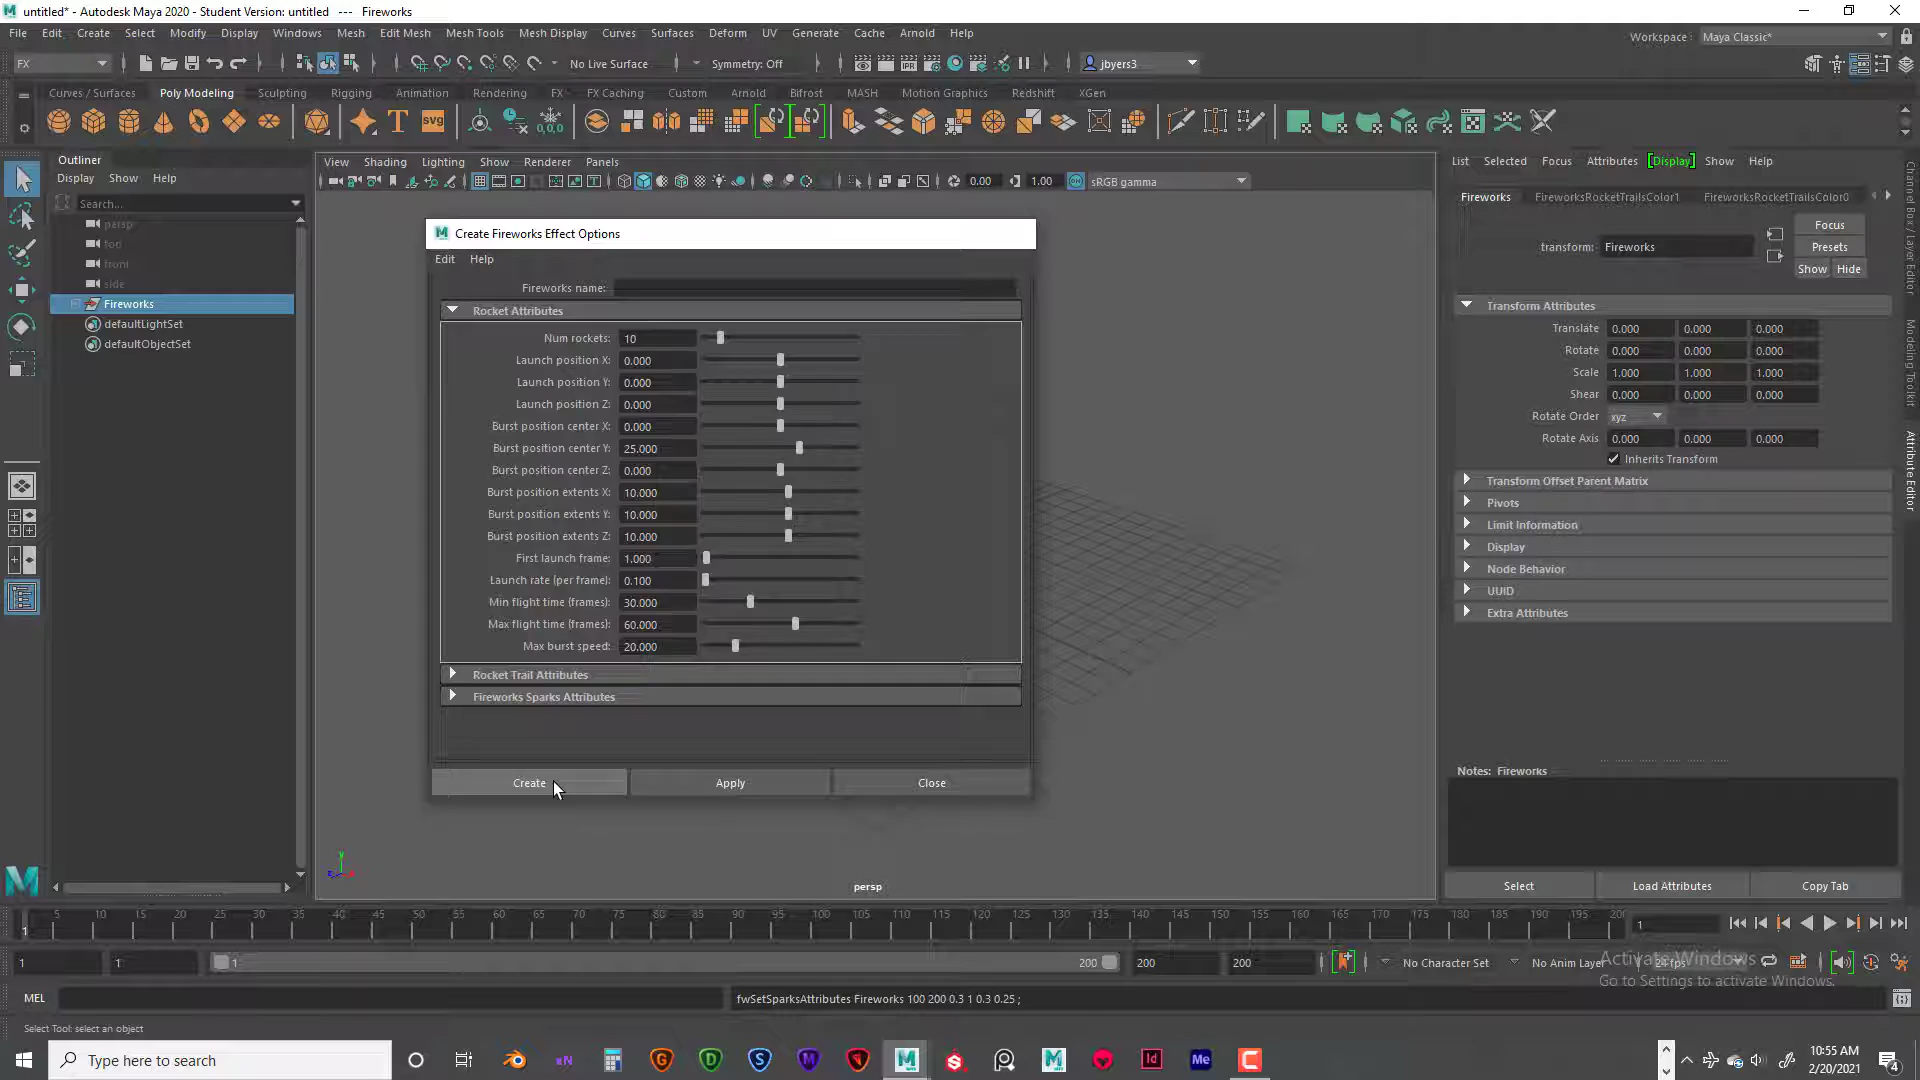 untitled* - Autodesk Maya 2020 - Student Version: untitled --- Fireworks
File Edit Create Select Modify Display Windows Mesh Edit Mesh Mesh Tools Mesh Display Curves Surfaces Deform UV Generate Cache Arnold Help
Workspace : Maya Classic*
FX No Live Surface Symmetry: Off jbyers3
Curves / Surfaces Poly Modeling Sculpting Rigging Animation Rendering FX FX Caching Custom Arnold Bifrost MASH Motion Graphics Redshift XGen
T svg 0,0,0
Outliner
Display Show Help
Search...
persp
top
front
side
Fireworks
defaultLightSet
defaultObjectSet
View Shading Lighting Show Renderer Panels
0.00 1.00 sRGB gamma
Create Fireworks Effect Options
Edit Help
Fireworks name:
Rocket Attributes
Num rockets: 10
Launch position X: 0.000
Launch position Y: 0.000
Launch position Z: 0.000
Burst position center X: 0.000
Burst position center Y: 25.000
Burst position center Z: 0.000
Burst position extents X: 10.000
Burst position extents Y: 10.000
Burst position extents Z: 10.000
First launch frame: 1.000
Launch rate (per frame): 0.100
Min flight time (frames): 30.000
Max flight time (frames): 60.000
Max burst speed: 20.000
Rocket Trail Attributes
Fireworks Sparks Attributes
Create Apply Close
persp
List Selected Focus Attributes Display Show Help
Fireworks FireworksRocketTrailsColor1 FireworksRocketTrailsColor0
Focus
transform: Fireworks Presets
Show Hide
Transform Attributes
Translate 0.000 0.000 0.000
Rotate 0.000 0.000 0.000
Scale 1.000 1.000 1.000
Shear 0.000 0.000 0.000
Rotate Order xyz
Rotate Axis 0.000 0.000 0.000
Inherits Transform
Transform Offset Parent Matrix
Pivots
Limit Information
Display
Node Behavior
UUID
Extra Attributes
Notes: Fireworks
Select Load Attributes Copy Tab
Channel Box / Layer Editor
Modeling Toolkit
Attribute Editor
5 10 15 20 25 30 35 40 45 50 55 60 65 70 75 80 85 90 95 100 105 110 115 120 125 130 135 140 145 150 155 160 165 170 175 180 185 190 195 200
1 1
1 1 1 200 200 200 No Character Set No Anim Layer 24 fps
Activate Windows
Go to Settings to activate Windows.
MEL fwSetSparksAttributes Fireworks 100 200 0.3 1 0.3 0.25 ;
Select Tool: select an object
Type here to search
10:55 AM
2/20/2021
4